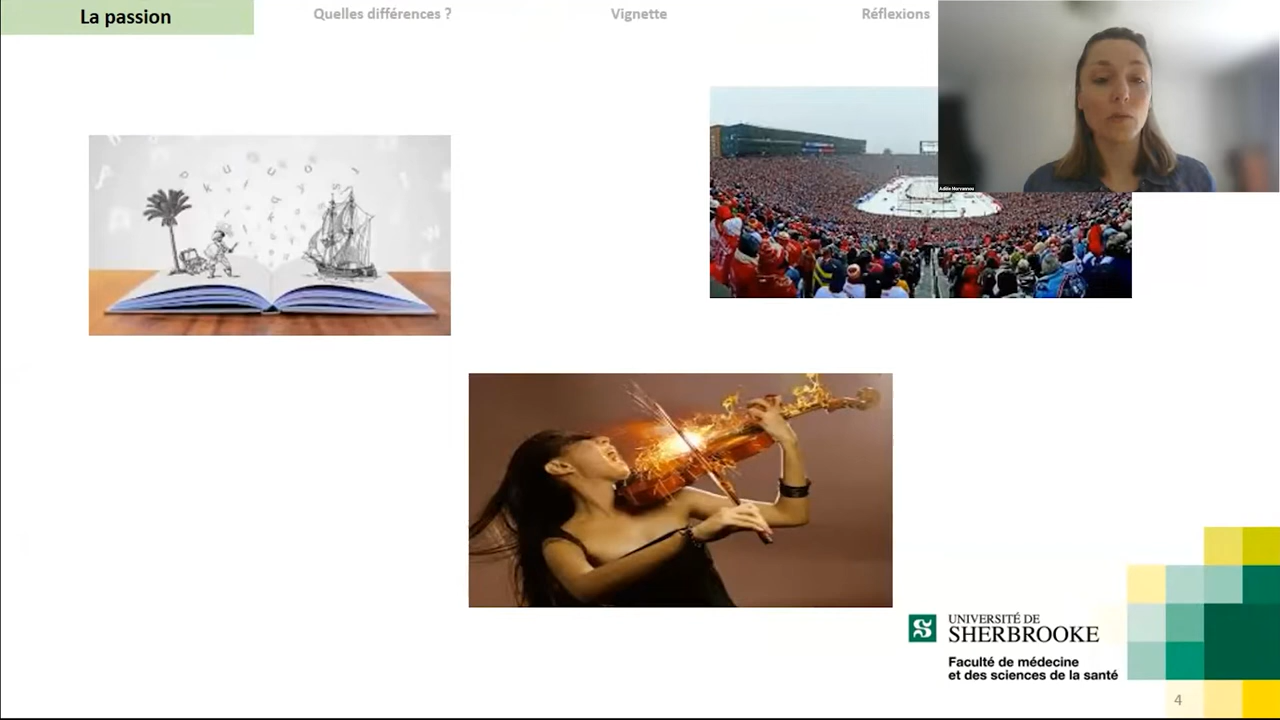 La passion
Quelles différences ?
Vignette
Réflexions
UNIVERSITÉ DE
SHERBROOKE
Faculté de médecine
et des sciences de la santé
4